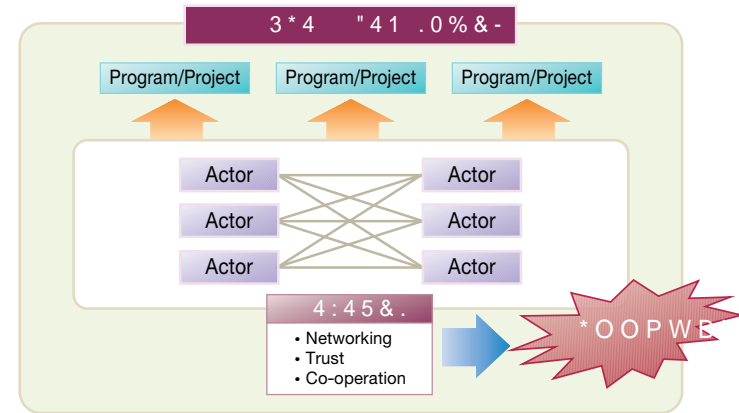 3*4 "41 .0%&-
Program/Project Program/Project Program/Project
Actor Actor
Actor Actor
Actor Actor
4:45&.
• Networking
• Trust
• Co-operation
*OOPWB